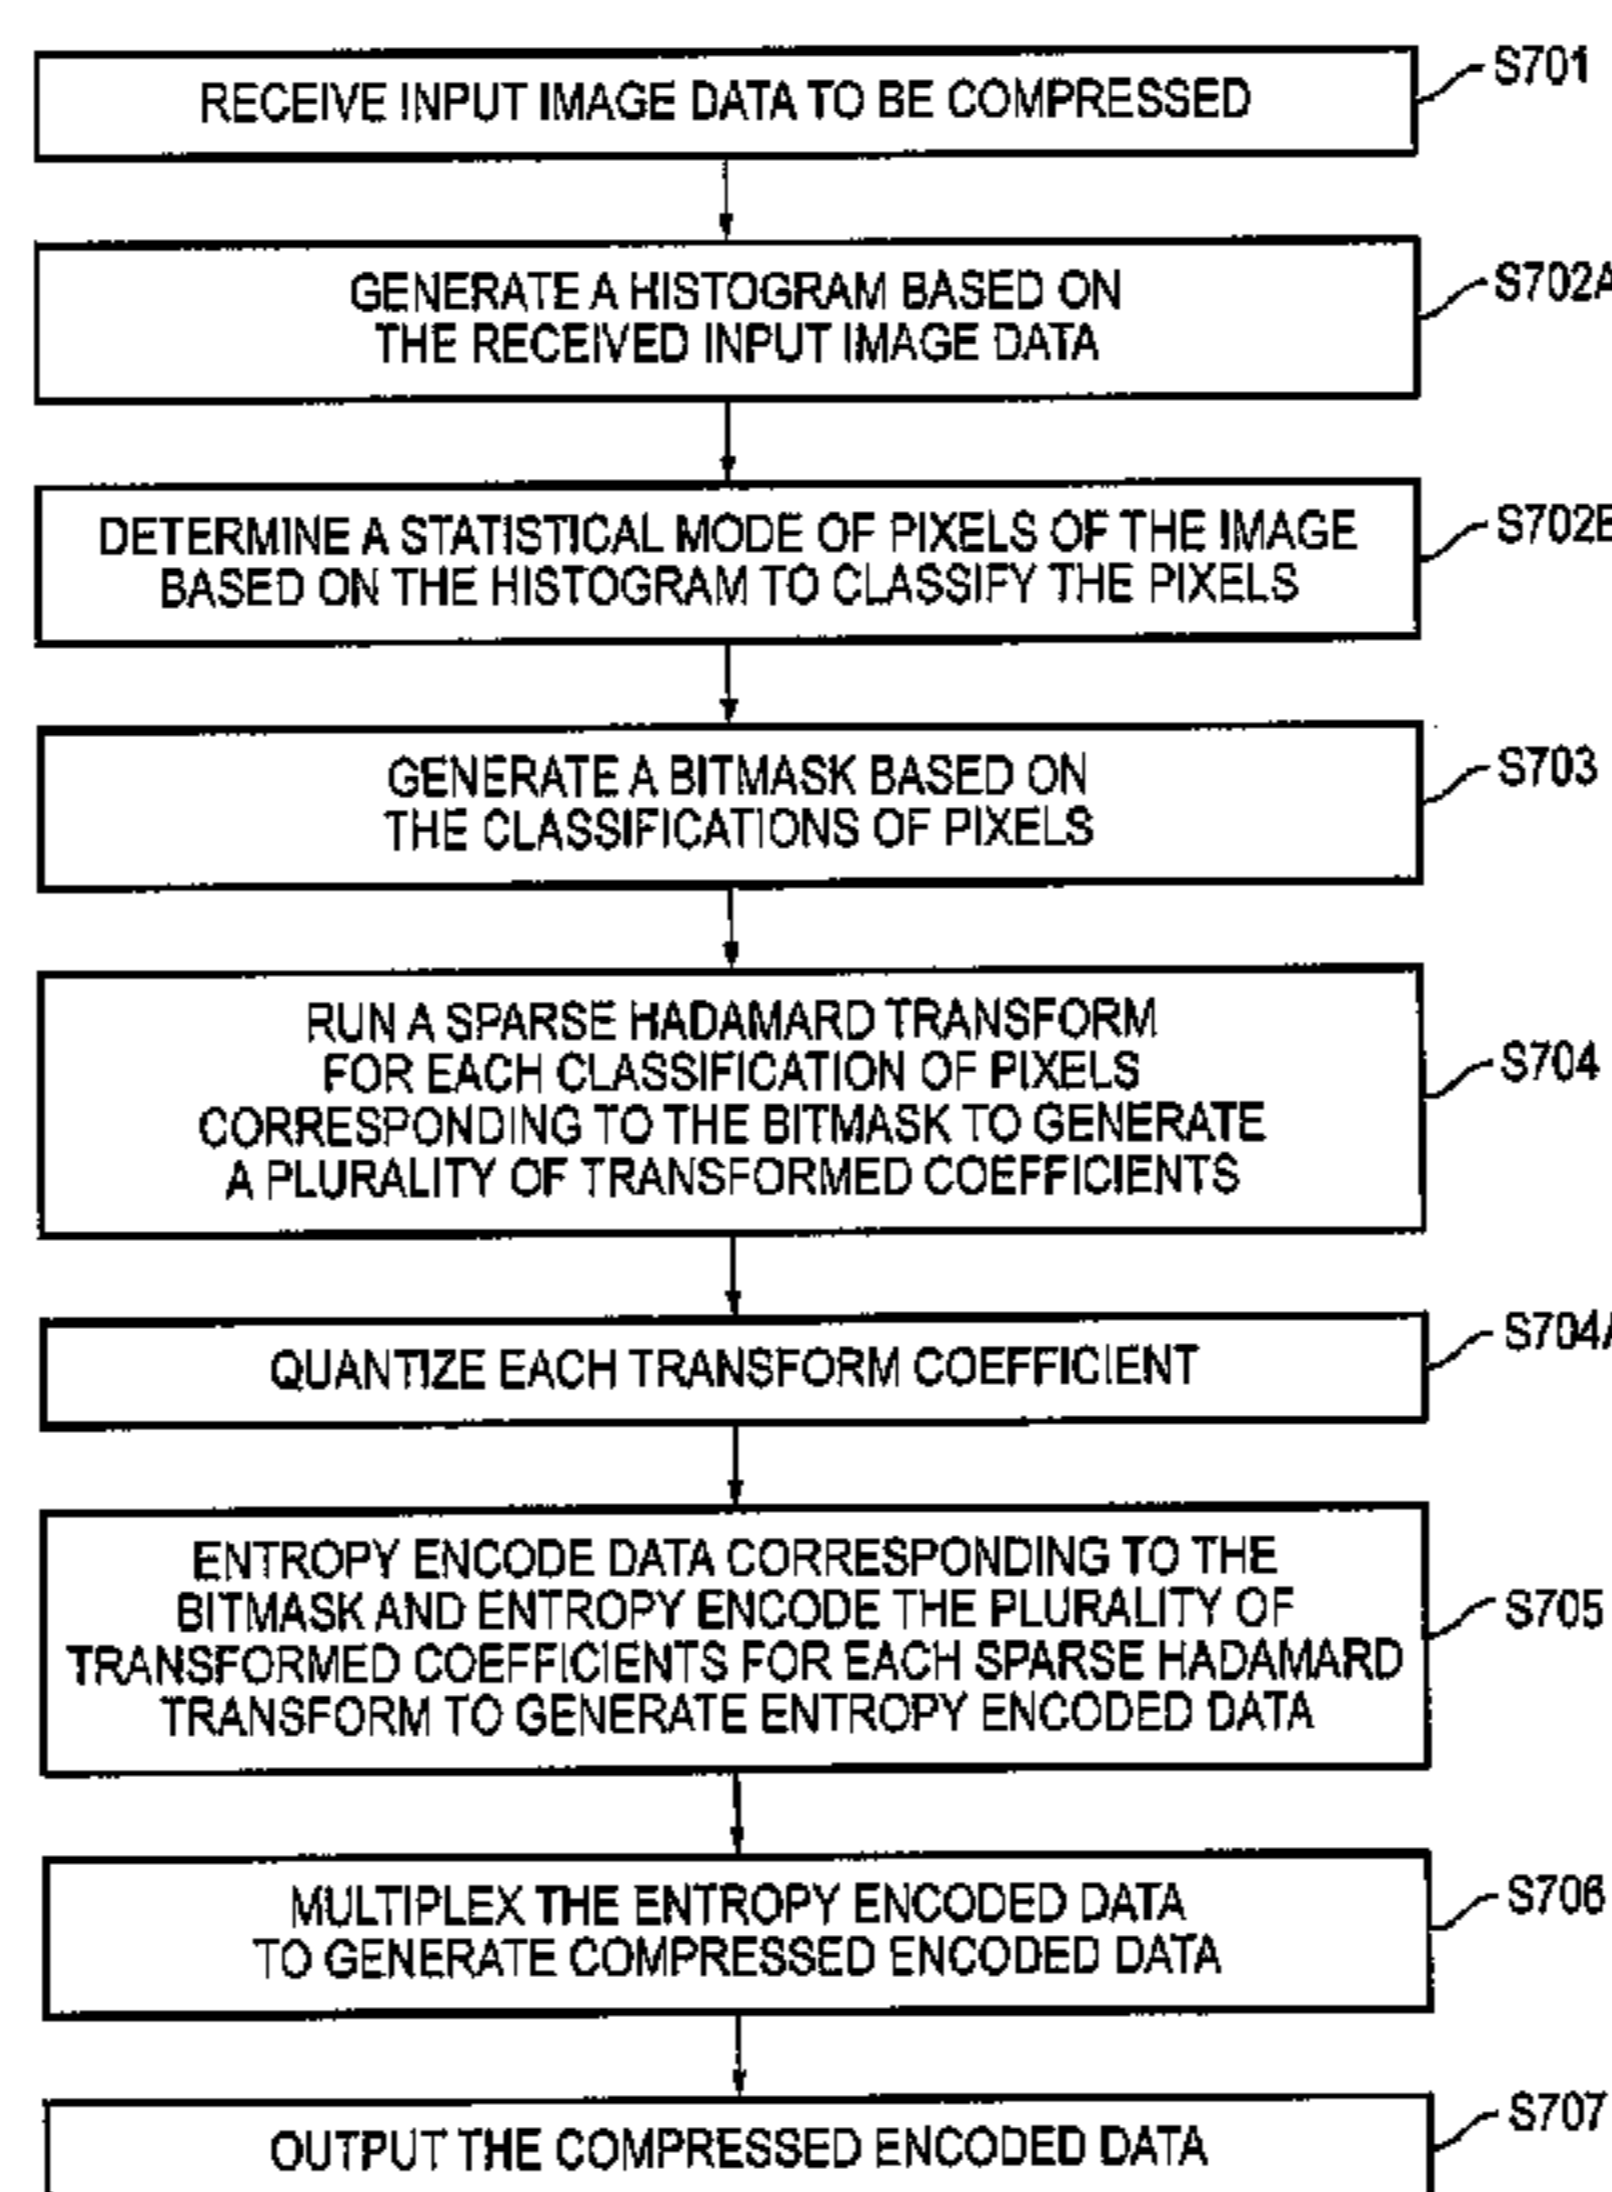 RECEIVE INPUT IMAGE DATA TO BE COMPRESSED
S701
GENERATE A HISTOGRAM BASED ON
THE RECEIVED INPUT IMAGE DATA
S702A
DETERMINE A STATISTICAL MODE OF PIXELS OF THE IMAGE
BASED ON THE HISTOGRAM TO CLASSIFY THE PIXELS
S702B
GENERATE A BITMASK BASED ON
THE CLASSIFICATIONS OF PIXELS
S703
RUN A SPARSE HADAMARD TRANSFORM
FOR EACH CLASSIFICATION OF PIXELS
CORRESPONDING TO THE BITMASK TO GENERATE
A PLURALITY OF TRANSFORMED COEFFICIENTS
S704
QUANTIZE EACH TRANSFORM COEFFICIENT
S704A
ENTROPY ENCODE DATA CORRESPONDING TO THE
BITMASK AND ENTROPY ENCODE THE PLURALITY OF
TRANSFORMED COEFFICIENTS FOR EACH SPARSE HADAMARD
TRANSFORM TO GENERATE ENTROPY ENCODED DATA
S705
MULTIPLEX THE ENTROPY ENCODED DATA
TO GENERATE COMPRESSED ENCODED DATA
S706
OUTPUT THE COMPRESSED ENCODED DATA
S707